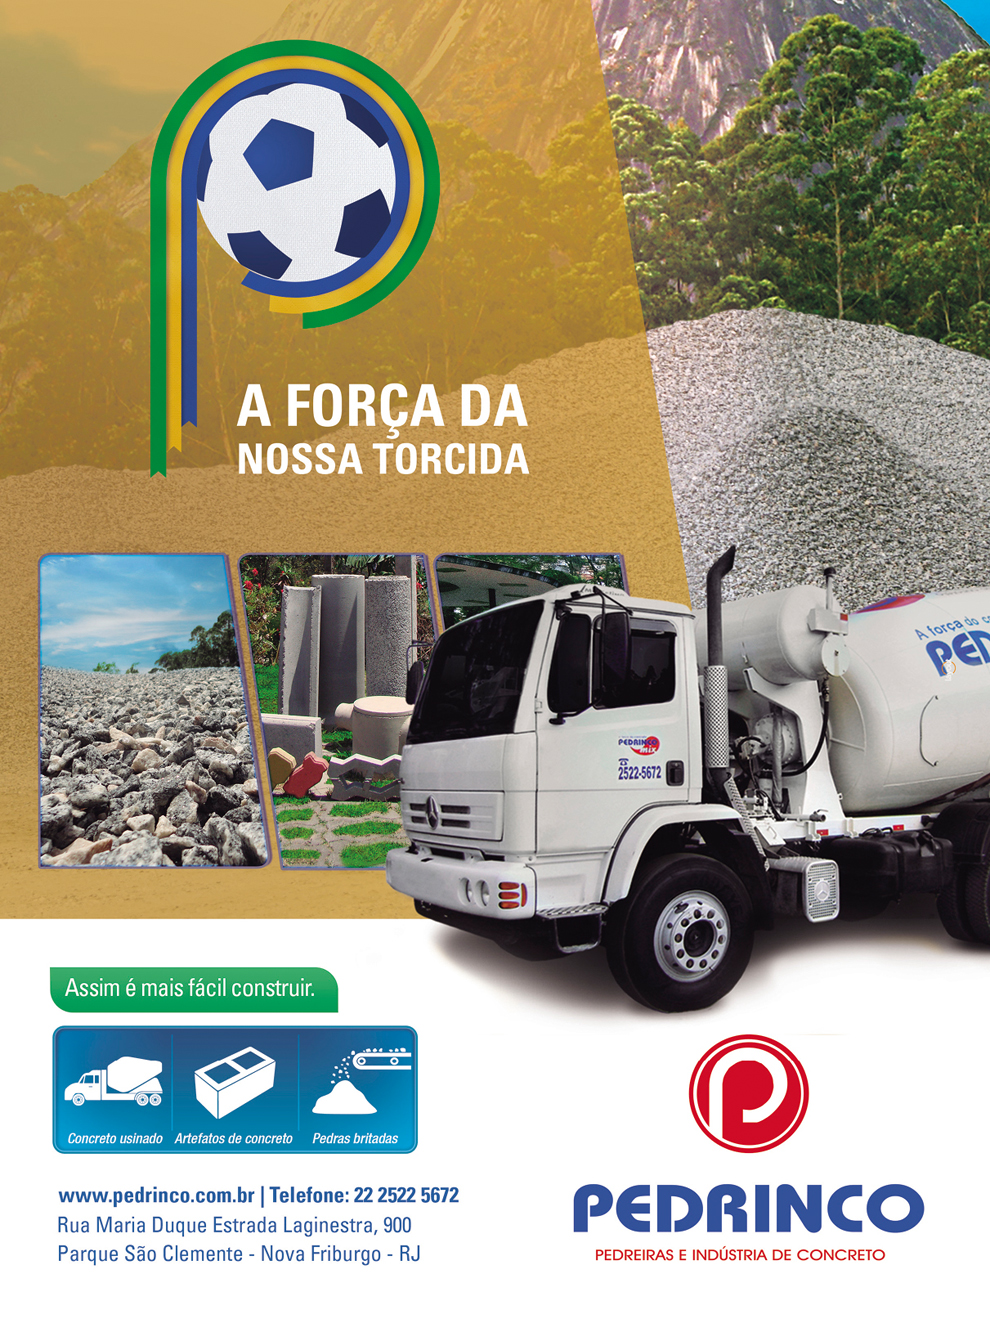 A FORÇA DA
NOSSA TORCIDA
A força do
PEDRINCO
mix
2522-5672
Assim é mais fácil construir.
Concreto usinado
Artefatos de concreto
Pedras britadas
www.pedrinco.com.br | Telefone: 22 2522 5672
Rua Maria Duque Estrada Laginestra, 900
Parque São Clemente - Nova Friburgo - RJ
PEDRINCO
PEDREIRAS E INDÚSTRIA DE CONCRETO